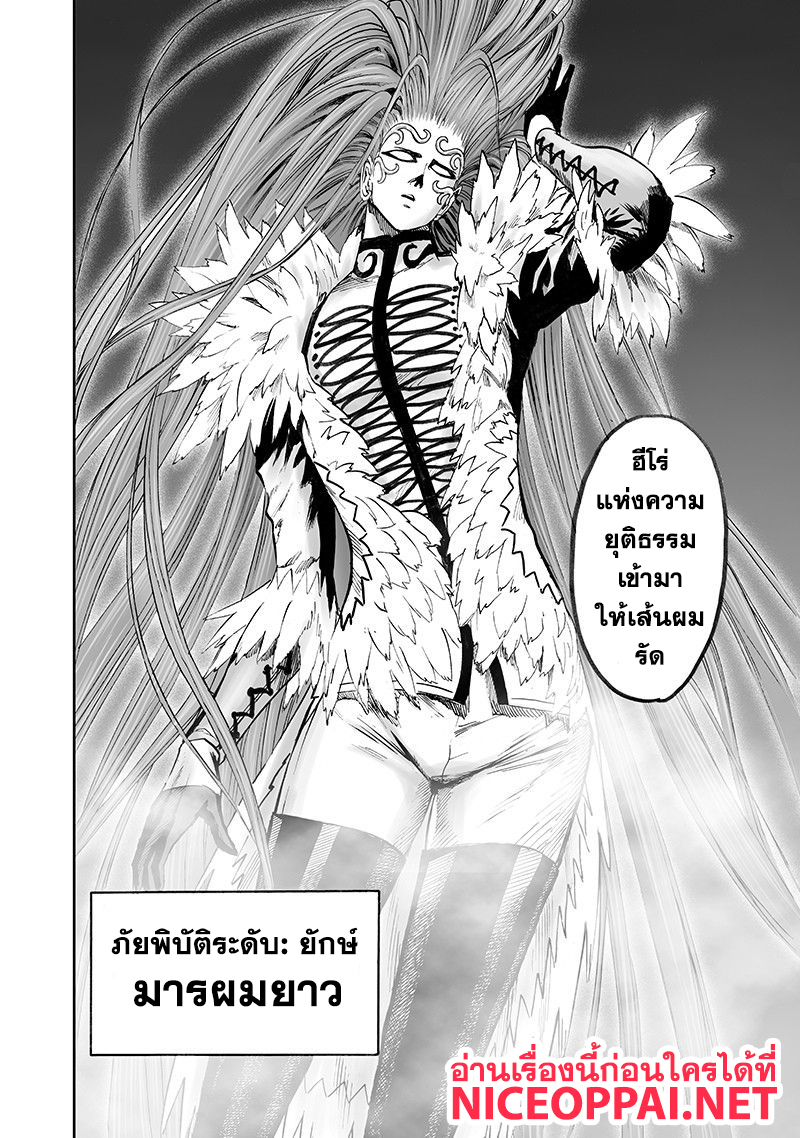 ฮีโร่
แห่งความ
ยุติธรรม
เข้ามา
ให้เส้นผม
รัด
ภัยพิบัติระดับ: ยักษ์
มารผมยาว
อ่านเรื่องนี้ก่อนใครได้ที่
NICEOPPAI.NET